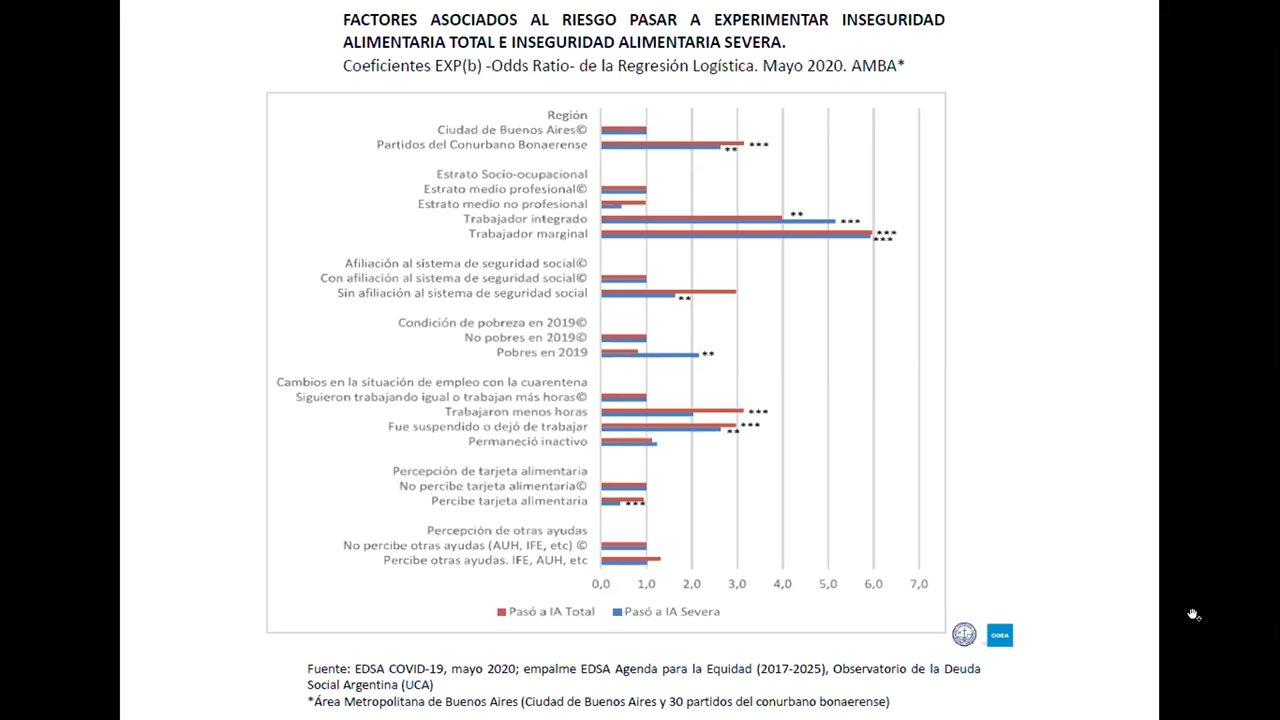 FACTORES ASOCIADOS AL RIESGO PASAR A EXPERIMENTAR INSEGURIDAD
ALIMENTARIA TOTAL E INSEGURIDAD ALIMENTARIA SEVERA.
Coeficientes EXP(b) -Odds Ratio- de la Regresión Logística. Mayo 2020. AMBA*
Región
Ciudad de Buenos Aires©
Partidos del Conurbano Bonaerense
***
**
Estrato Socio-ocupacional
Estrato medio profesional©
Estrato medio no profesional
Trabajador integrado
**
***
Trabajador marginal
***
***
Afiliación al sistema de seguridad social©
Con afiliación al sistema de seguridad social©
Sin afiliación al sistema de seguridad social
**
Condición de pobreza en 2019©
No pobres en 2019©
Pobres en 2019
**
Cambios en la situación de empleo con la cuarentena
Siguieron trabajando igual o trabajan más horas©
Trabajaron menos horas
***
Fue suspendido o dejó de trabajar
***
**
Permaneció inactivo
Percepción de tarjeta alimentaria
No percibe tarjeta alimentaria©
Percibe tarjeta alimentaria
***
Percepción de otras ayudas
No percibe otras ayudas (AUH, IFE, etc) ©
Percibe otras ayudas. IFE, AUH, etc
0,0 1,0 2,0 3,0 4,0 5,0 6,0 7,0
Pasó a IA Total Pasó a IA Severa
ODSA
Fuente: EDSA COVID-19, mayo 2020; empalme EDSA Agenda para la Equidad (2017-2025), Observatorio de la Deuda
Social Argentina (UCA)
*Área Metropolitana de Buenos Aires (Ciudad de Buenos Aires y 30 partidos del conurbano bonaerense)